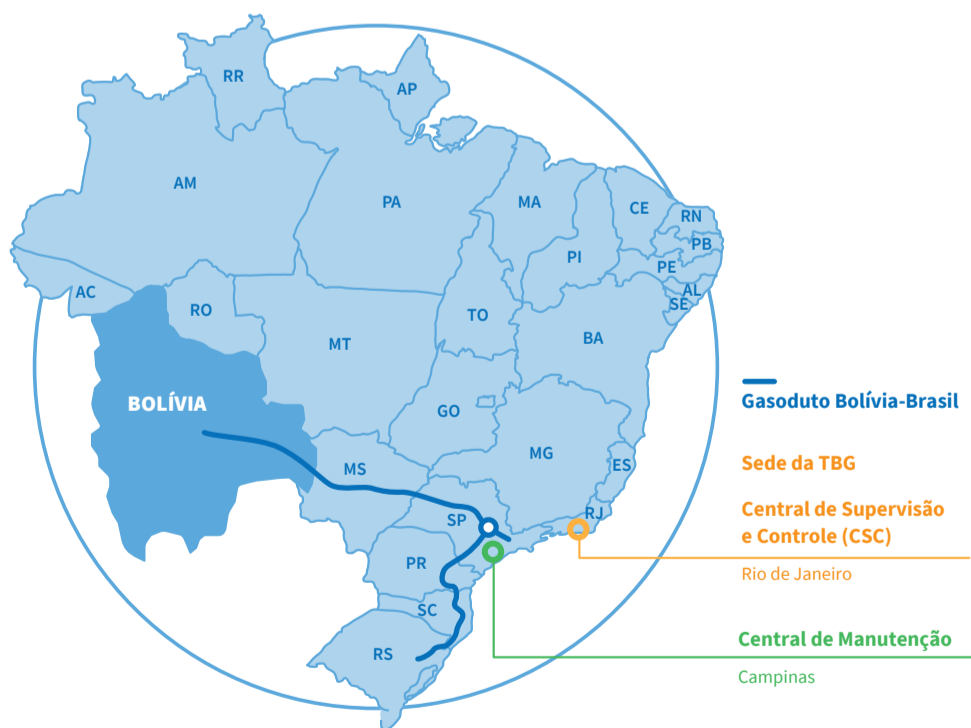 RR
AP
AM
PA
MA
CE
RN
PB
PI
PE
AL
SE
AC
RO
TO
MT
BA
BOLÍVIA
GO
MG
MS
ES
SP
RJ
PR
SC
RS
Gasoduto Bolívia-Brasil
Sede da TBG
Central de Supervisão
e Controle (CSC)
Rio de Janeiro
Central de Manutenção
Campinas